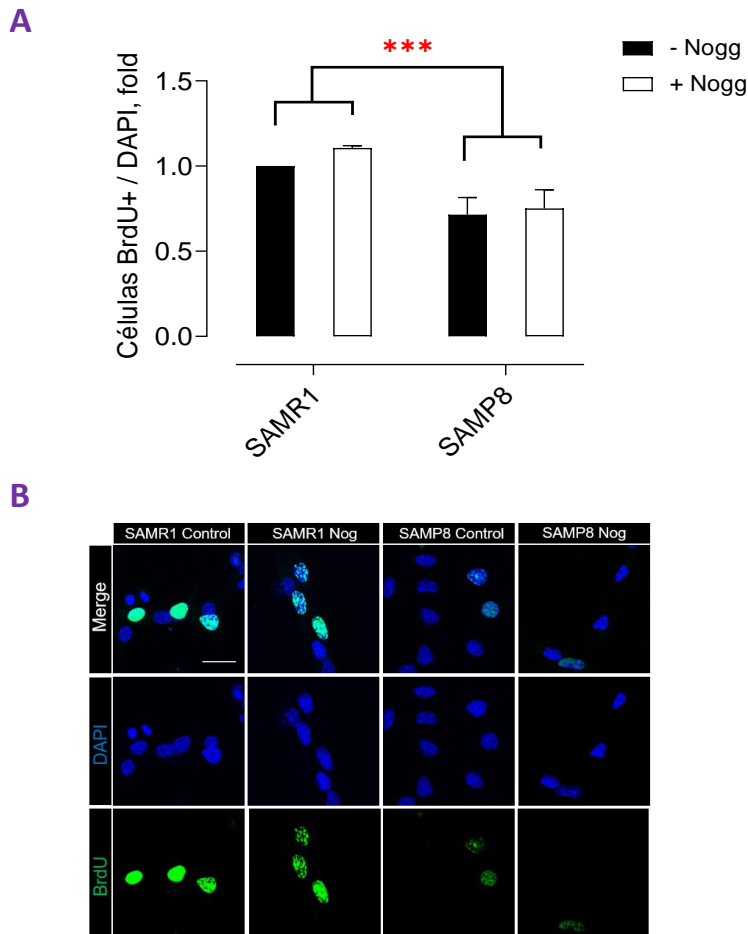 A
***
- Nogg
+ Nogg
Células BrdU+ / DAPI, fold
1.5
1.0
0.5
0.0
SAMR1
SAMP8
B
SAMR1 Control
SAMR1 Nog
SAMP8 Control
SAMP8 Nog
Merge
DAPI
BrdU